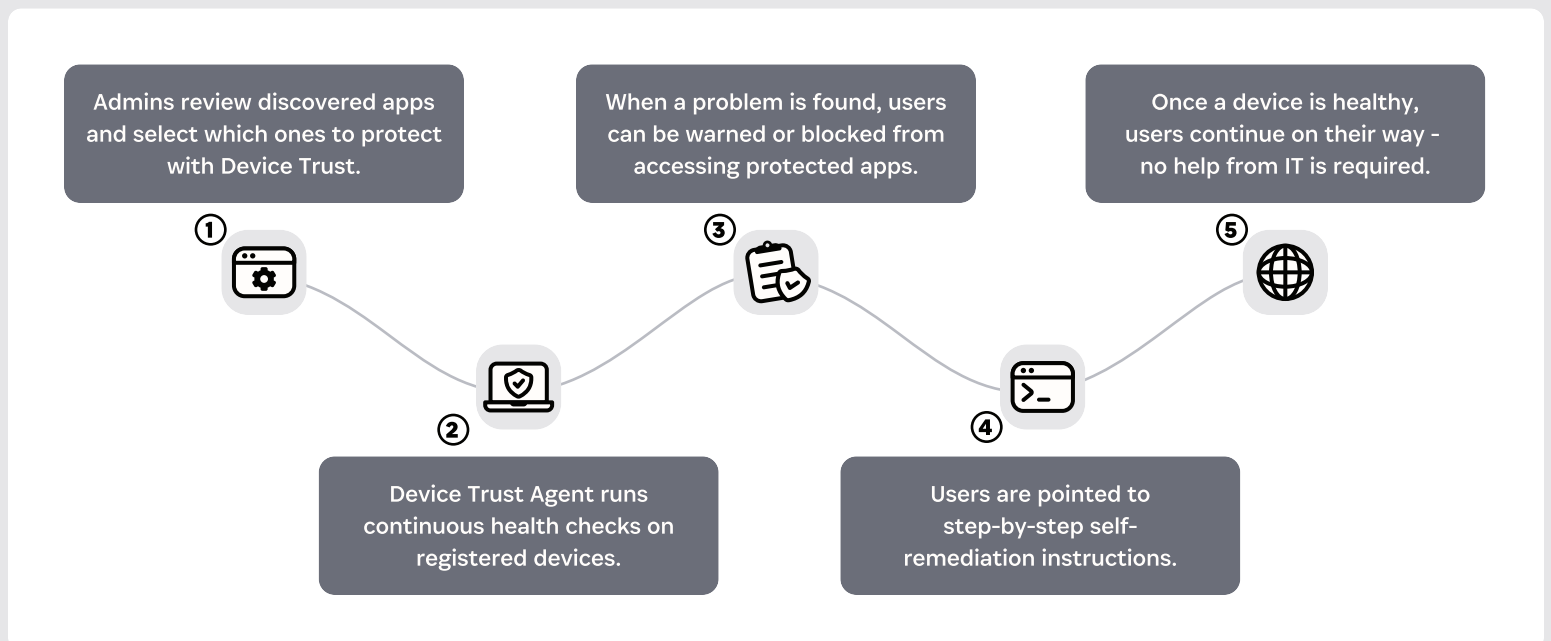 1
Admins review discovered apps
and select which ones to protect
with Device Trust.
2
Device Trust Agent runs
continuous health checks on
registered devices.
3
When a problem is found, users
can be warned or blocked from
accessing protected apps.
4
Users are pointed to
step-by-step self-
remediation instructions.
5
Once a device is healthy,
users continue on their way -
no help from IT is required.